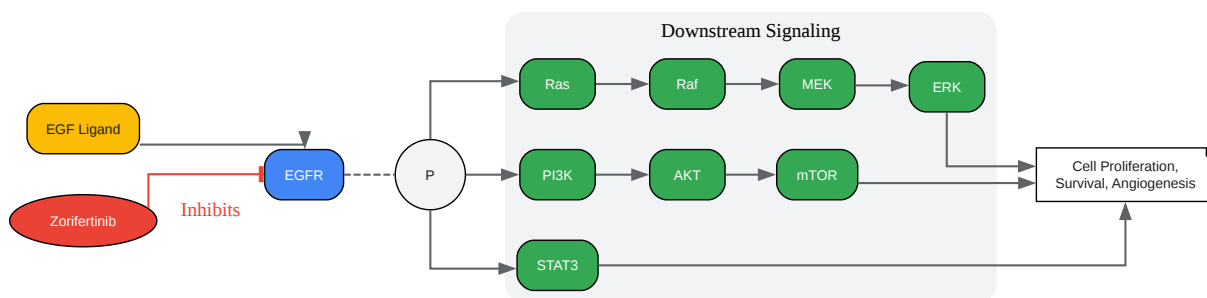 Downstream Signaling
Ras
Raf
MEK
ERK
EGF Ligand
EGFR
P
PI3K
AKT
mTOR
Cell Proliferation,
Survival, Angiogenesis
Zorifertinib
Inhibits
STAT3